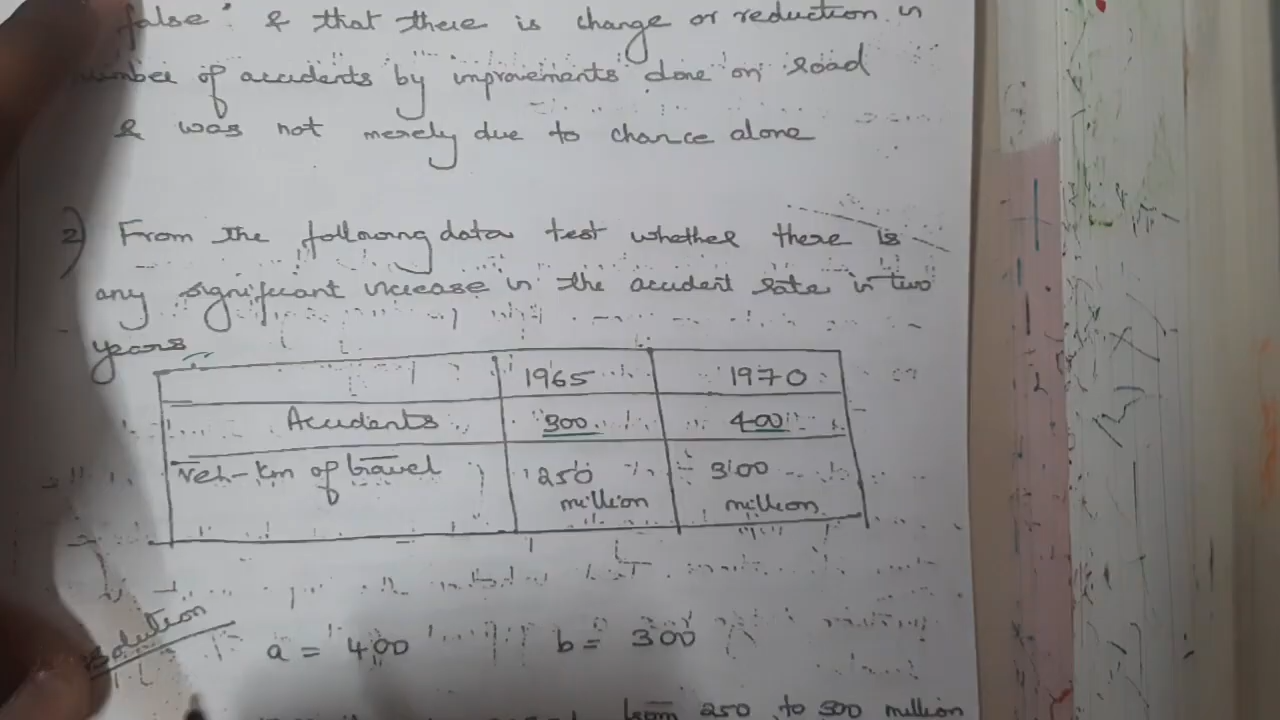 false" & that there is change or reduction in
number of accidents by improvements done on road
& was not merely due to chance alone
2) From the following data test whether there is
any significant increase in the accident rate in two
years
1965 1970
Accidents 300 400
Veh-km of travel 250 million 300 million
Solution
a = 400 b = 300
from 250 to 300 million